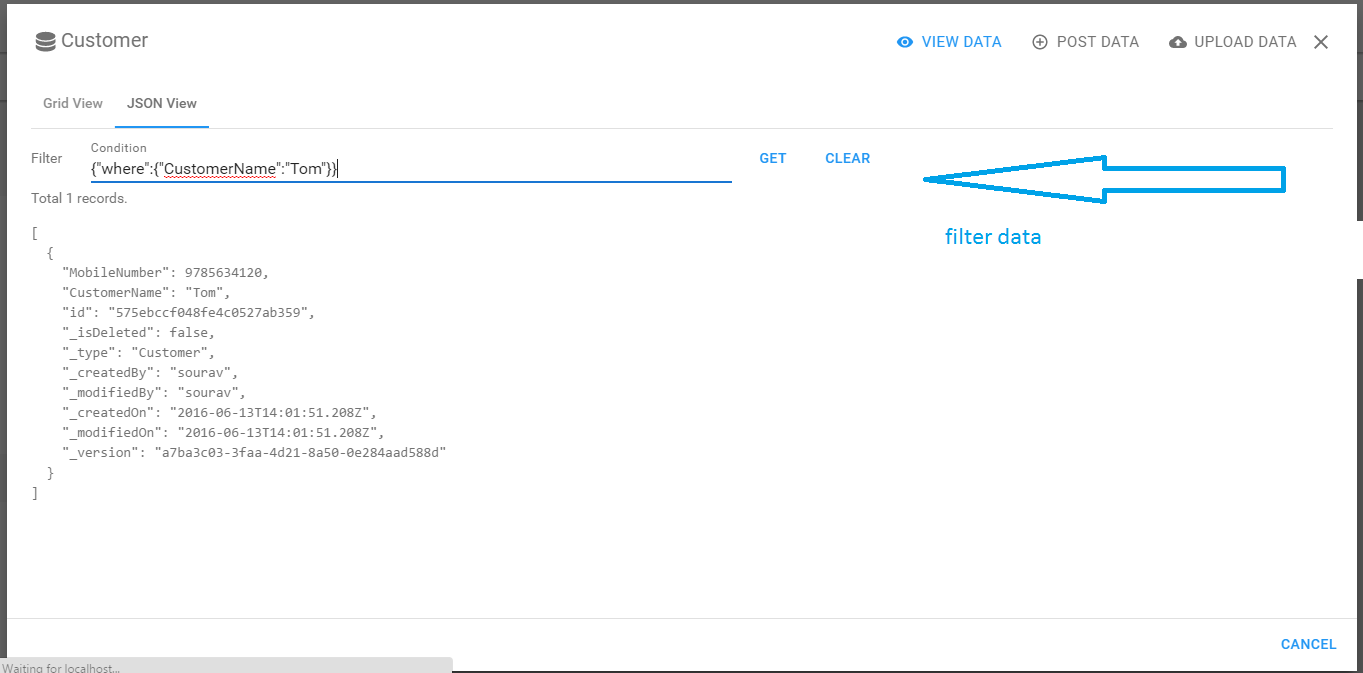 Customer
VIEW DATA
POST DATA
UPLOAD DATA
Grid View
JSON View
Condition
Filter
{"where":{"CustomerName":"Tom"}}
GET
CLEAR
Total 1 records.
filter data
[
{
"MobileNumber": 9785634120,
"CustomerName": "Tom",
"id": "575ebccf048fe4c0527ab359",
"_isDeleted": false,
"_type": "Customer",
"_createdBy": "sourav",
"_modifiedBy": "sourav",
"_createdOn": "2016-06-13T14:01:51.208Z",
"_modifiedOn": "2016-06-13T14:01:51.208Z",
"_version": "a7ba3c03-3faa-4d21-8a50-0e284aad588d"
}
]
CANCEL
Waiting for localhost...